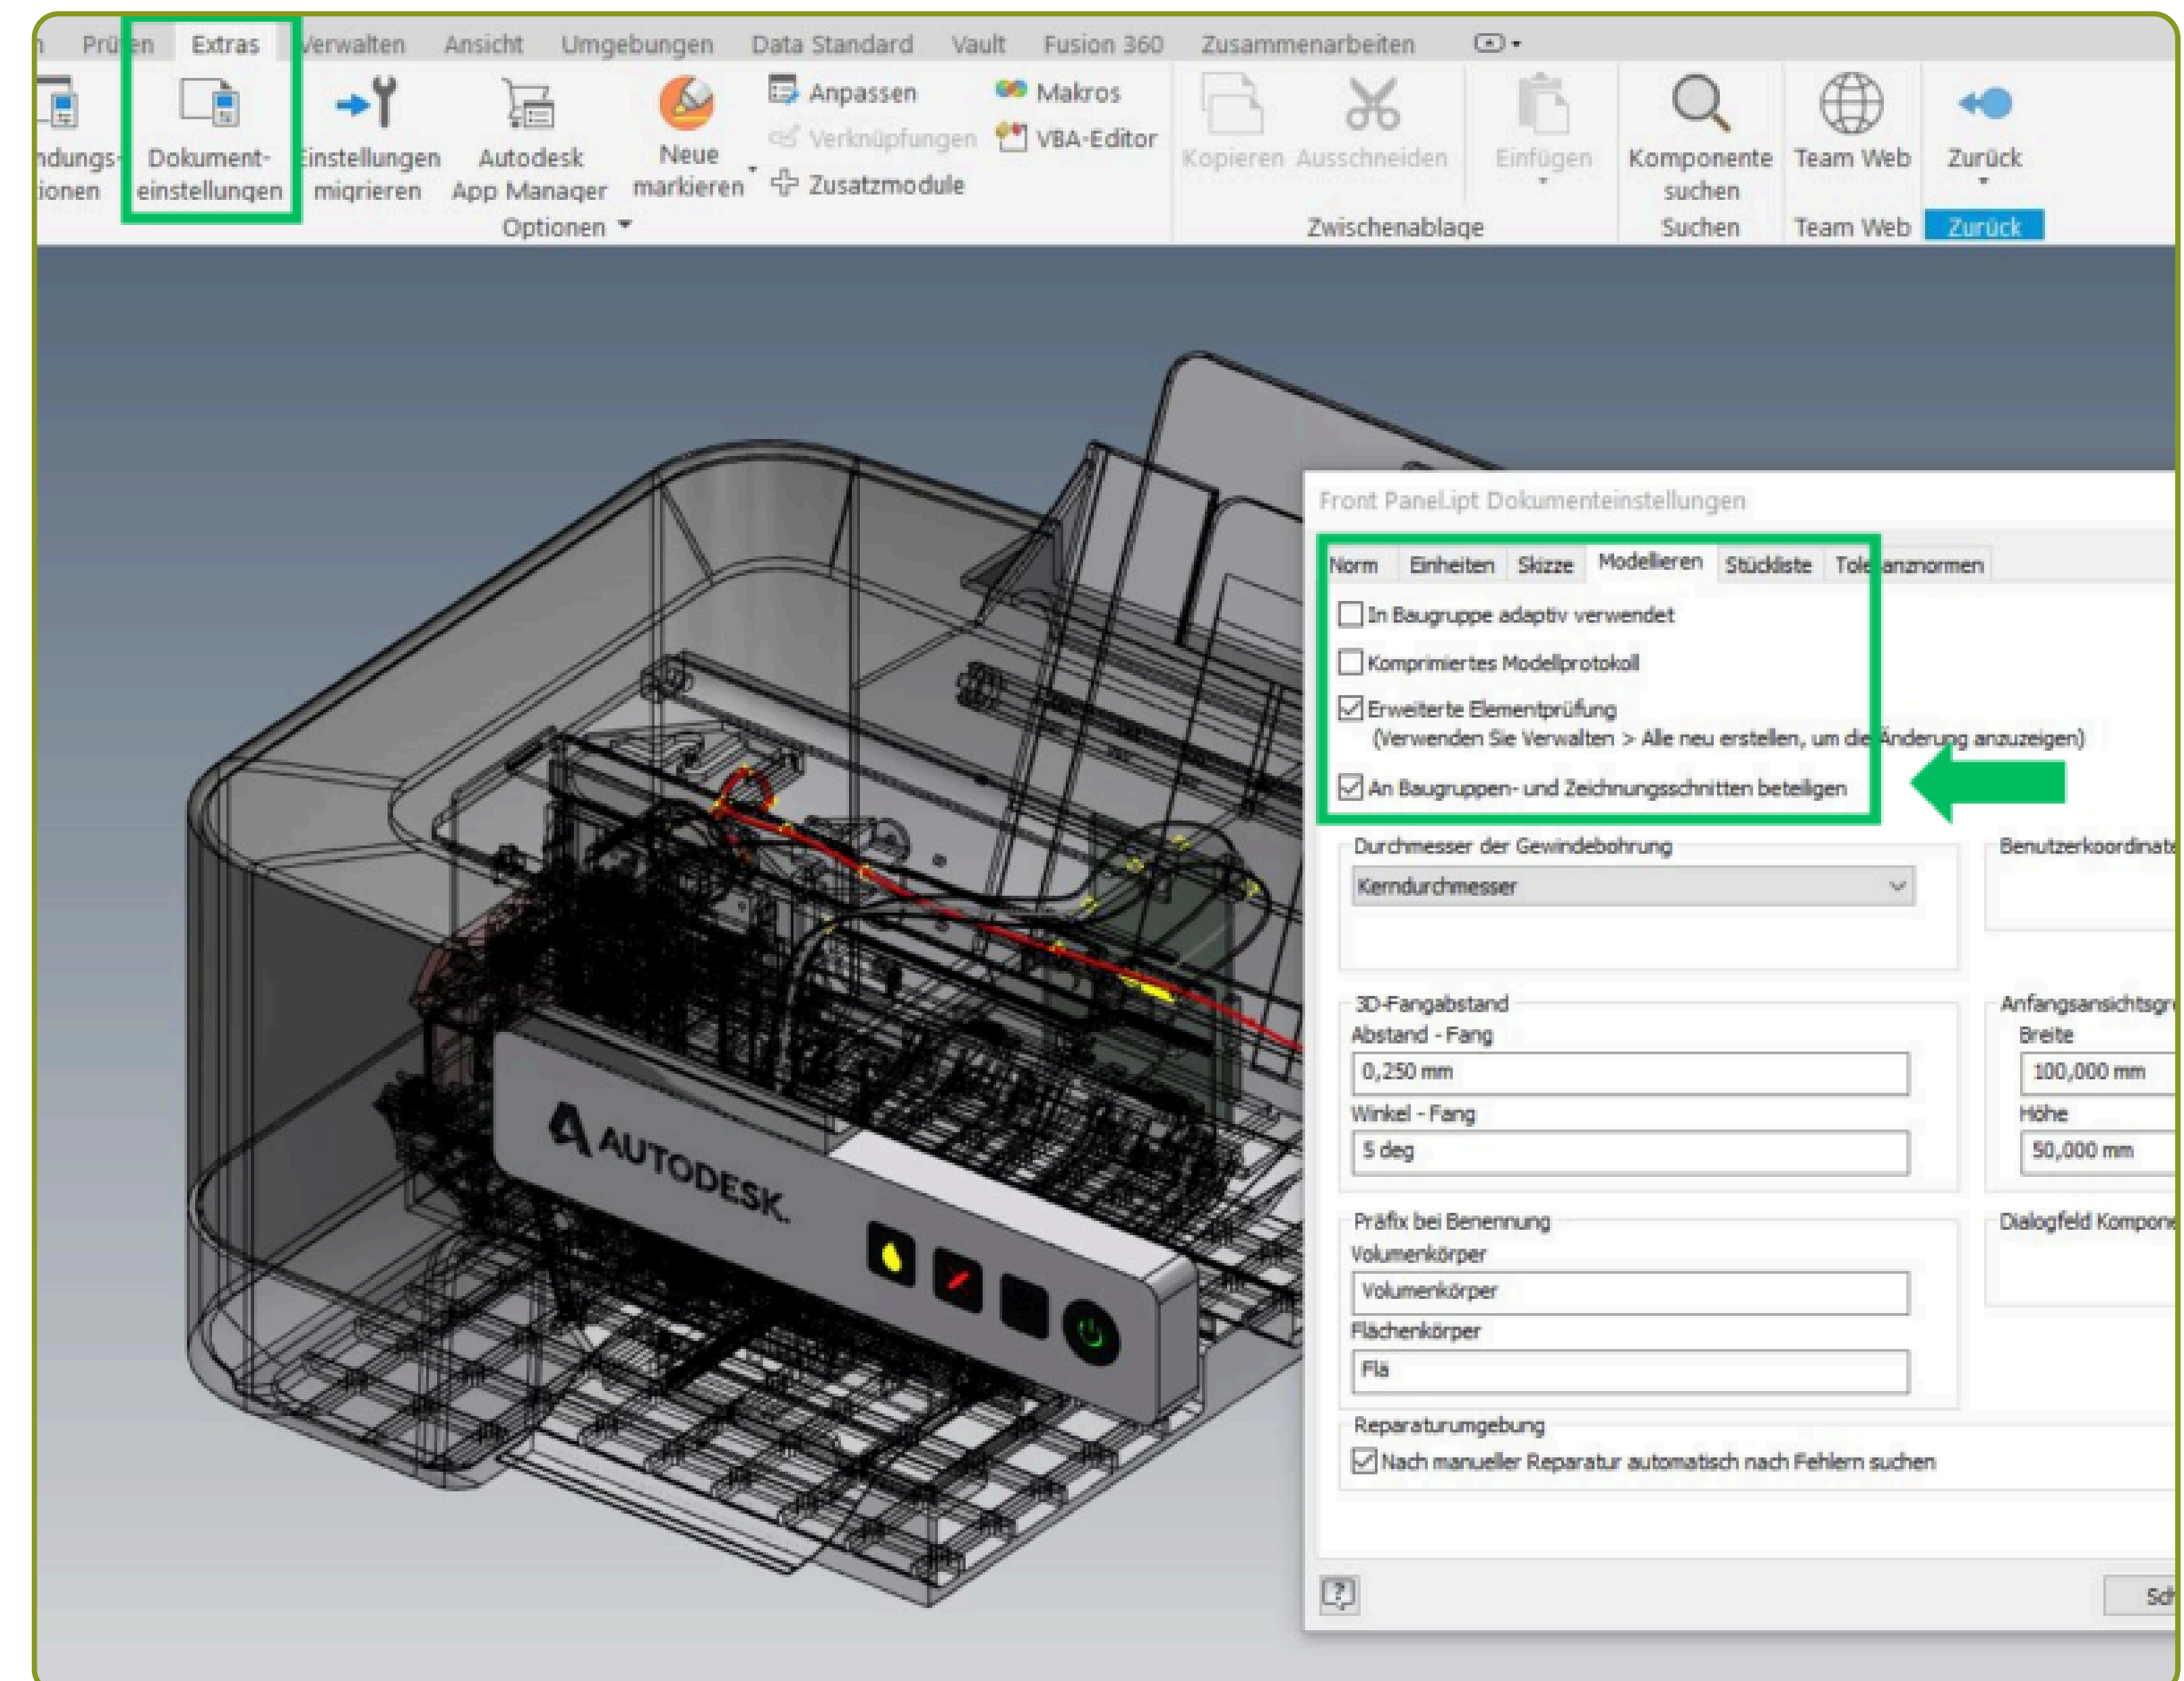 Prüfen Extras Verwalten Ansicht Umgebungen Data Standard Vault Fusion 360 Zusammenarbeiten
Dokument-
einstellungen
Einstellungen
migrieren
Autodesk
App Manager
Neue
markieren
Anpassen
Verknüpfungen
Zusatzmodule
Makros
VBA-Editor
Optionen
Kopieren Ausschneiden Einfügen
Zwischenablage
Komponente
suchen
Suchen
Team Web
Team Web
Zurück
Zurück
AUTODESK.
Front Panel.ipt Dokumenteinstellungen
Norm Einheiten Skizze Modellieren Stückliste Toleranznormen
In Baugruppe adaptiv verwendet
Komprimiertes Modellprotokoll
Erweiterte Elementprüfung
(Verwenden Sie Verwalten > Alle neu erstellen, um die Änderung anzuzeigen)
An Baugruppen- und Zeichnungsschnitten beteiligen
Durchmesser der Gewindebohrung
Kerndurchmesser
Benutzerkoordinate
3D-Fangabstand
Abstand - Fang
0,250 mm
Winkel - Fang
5 deg
Anfangsansichtsgr
Breite
100,000 mm
Höhe
50,000 mm
Präfix bei Benennung
Volumenkörper
Volumenkörper
Flächenkörper
Flä
Dialogfeld Kompone
Reparaturumgebung
Nach manueller Reparatur automatisch nach Fehlern suchen